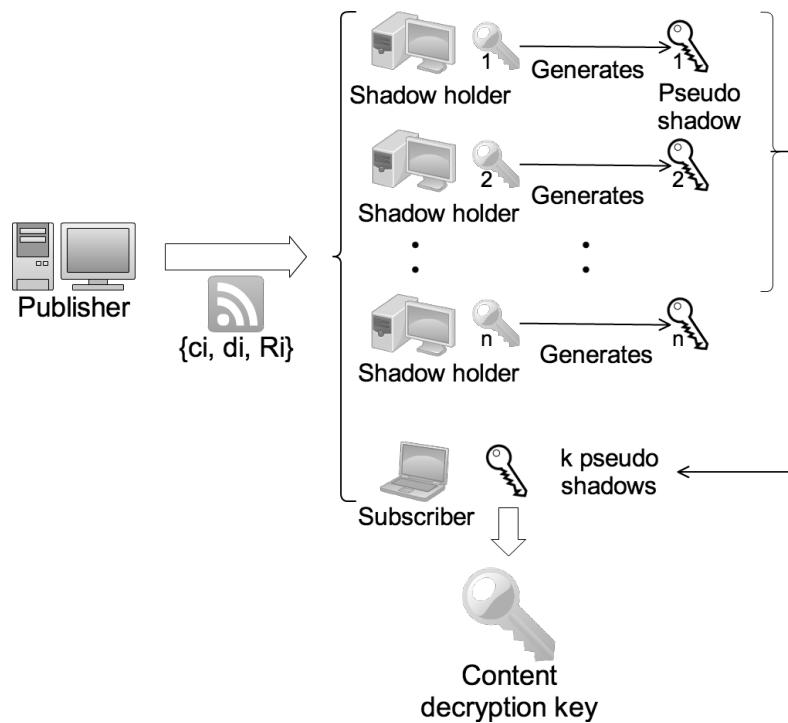 1
Generates
1
Shadow holder
Pseudo
shadow
2
Generates
2
Shadow holder
Publisher
{ci, di, Ri}
n
Generates
n
Shadow holder
k pseudo
shadows
Subscriber
Content
decryption key